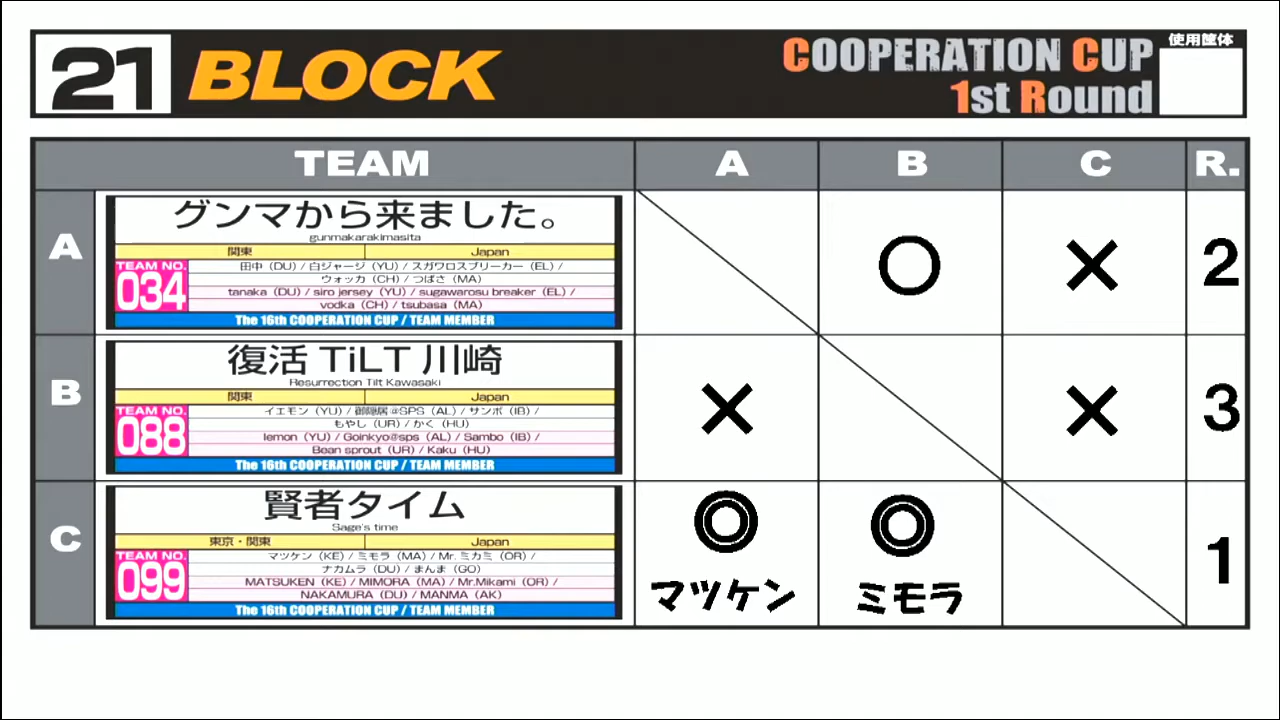 21 BLOCK
COOPERATION CUP
1st Round
使用筐体
TEAM A B C R.
A
グンマから来ました。
gunmakarakimasita
関東 Japan
TEAM NO.
034
田中（DU）/ 白ジャージ（YU）/ スガワロスブリーカー（EL）/
ウォッカ（CH）/ つばさ（MA）
tanaka（DU）/ siro jersey（YU）/ sugawarosu breaker（EL）/
vodka（CH）/ tsubasa（MA）
The 16th COOPERATION CUP / TEAM MEMBER
○ × 2
B
復活 TiLT 川崎
Resurrection Tilt Kawasaki
関東 Japan
TEAM NO.
088
イエモン（YU）/ 御隠居@SPS（AL）/ サンボ（IB）/
もやし（UR）/ かく（HU）
Iemon（YU）/ Goinkyo@sps（AL）/ Sambo（IB）/
Bean sprout（UR）/ Kaku（HU）
The 16th COOPERATION CUP / TEAM MEMBER
× × 3
C
賢者タイム
Sage's time
東京・関東 Japan
TEAM NO.
099
マツケン（KE）/ ミモラ（MA）/ Mr.ミカミ（OR）/
ナカムラ（DU）/ まんま（GO）
MATSUKEN（KE）/ MIMORA（MA）/ Mr.Mikami（OR）/
NAKAMURA（DU）/ MANMA（AK）
The 16th COOPERATION CUP / TEAM MEMBER
◎ ◎ 1
マツケン ミモラ